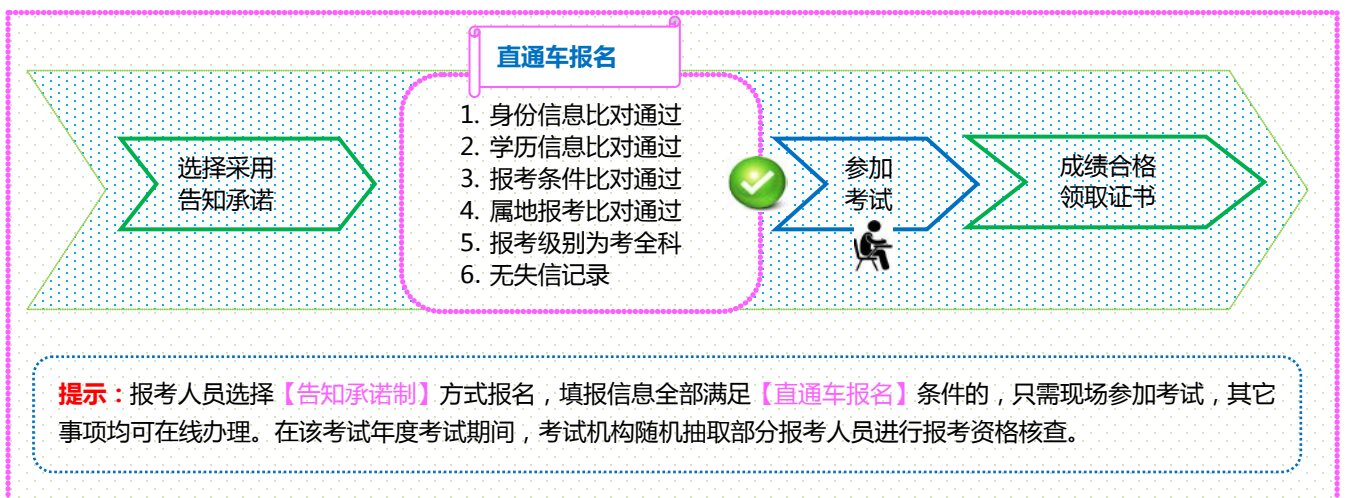 直通车报名
选择采用
告知承诺
1. 身份信息比对通过
2. 学历信息比对通过
3. 报考条件比对通过
4. 属地报考比对通过
5. 报考级别为考全科
6. 无失信记录
参加
考试
成绩合格
领取证书
提示：报考人员选择【告知承诺制】方式报名，填报信息全部满足【直通车报名】条件的，只需现场参加考试，其它
事项均可在线办理。在该考试年度考试期间，考试机构随机抽取部分报考人员进行报考资格核查。